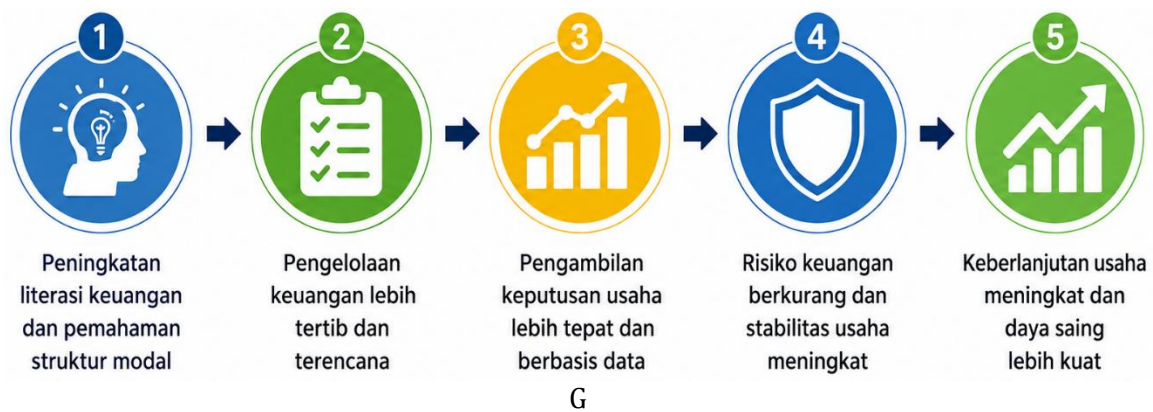 1
Peningkatan
literasi keuangan
dan pemahaman
struktur modal
2
Pengelolaan
keuangan lebih
tertib dan
terencana
3
Pengambilan
keputusan usaha
lebih tepat dan
berbasis data
4
Risiko keuangan
berkurang dan
stabilitas usaha
meningkat
5
Keberlanjutan usaha
meningkat dan
daya saing
lebih kuat
G